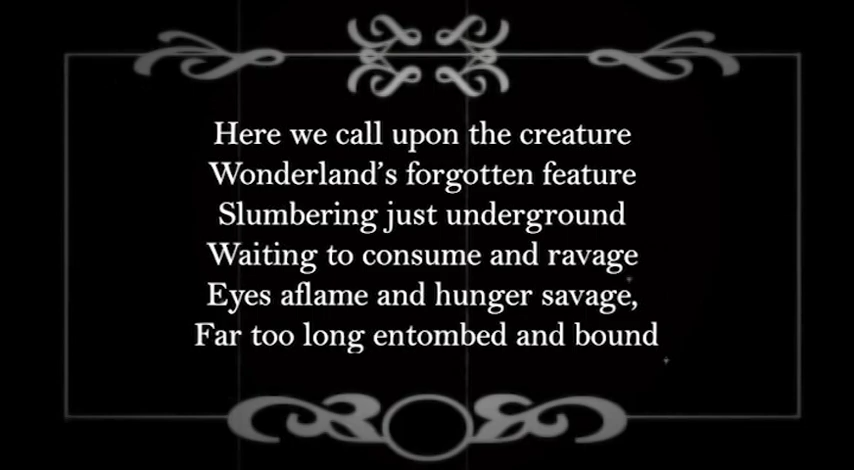 Here we call upon the creature
Wonderland’s forgotten feature
Slumbering just underground
Waiting to consume and ravage
Eyes aflame and hunger savage,
Far too long entombed and bound